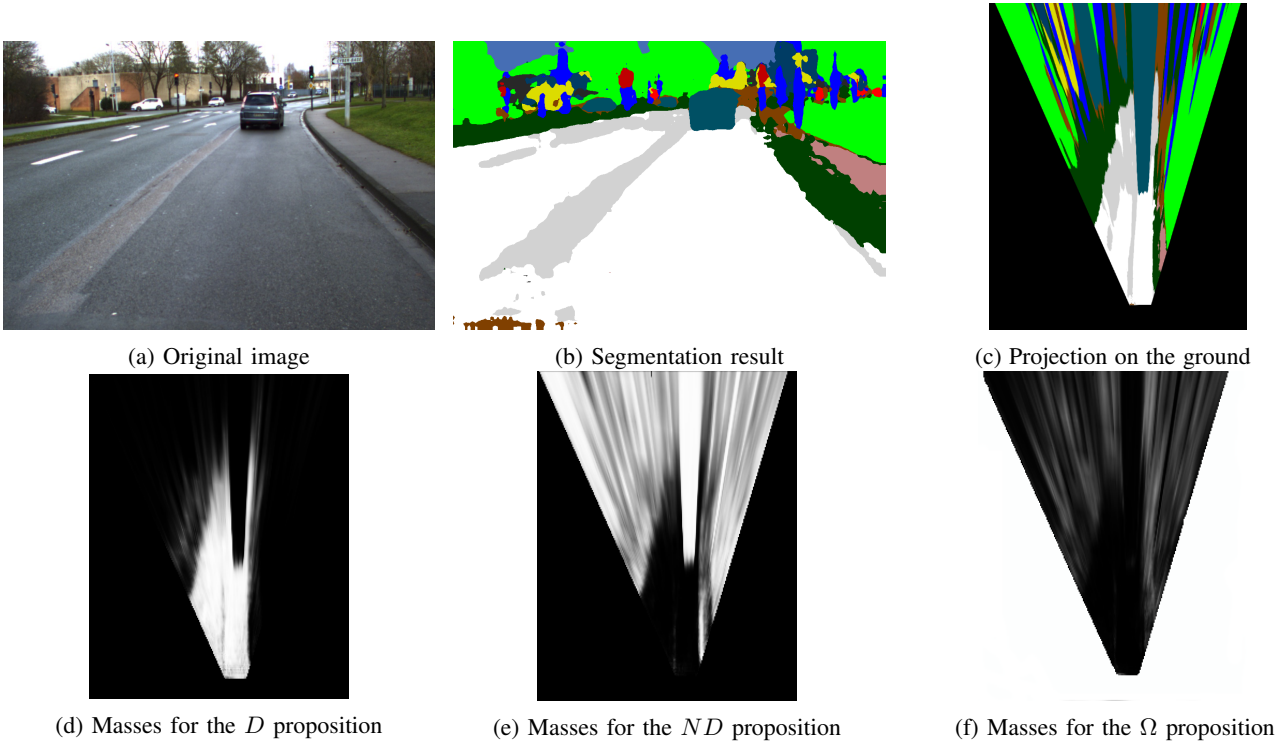 (a) Original image
(b) Segmentation result
(c) Projection on the ground
(d) Masses for the D proposition
(e) Masses for the ND proposition
(f) Masses for the Ω proposition